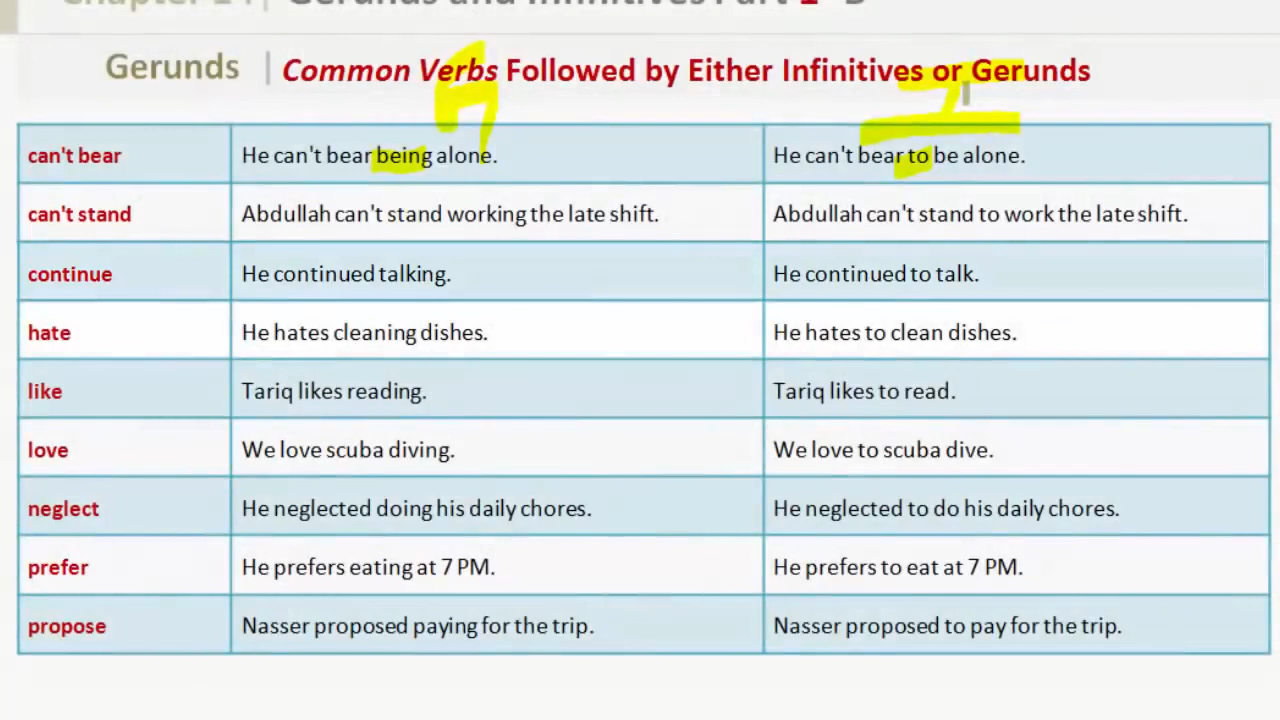 Gerunds and Infinitives Part 1
Gerunds | Common Verbs Followed by Either Infinitives or Gerunds
G
I
can't bear He can't bear being alone. He can't bear to be alone.
can't stand Abdullah can't stand working the late shift. Abdullah can't stand to work the late shift.
continue He continued talking. He continued to talk.
hate He hates cleaning dishes. He hates to clean dishes.
like Tariq likes reading. Tariq likes to read.
love We love scuba diving. We love to scuba dive.
neglect He neglected doing his daily chores. He neglected to do his daily chores.
prefer He prefers eating at 7 PM. He prefers to eat at 7 PM.
propose Nasser proposed paying for the trip. Nasser proposed to pay for the trip.